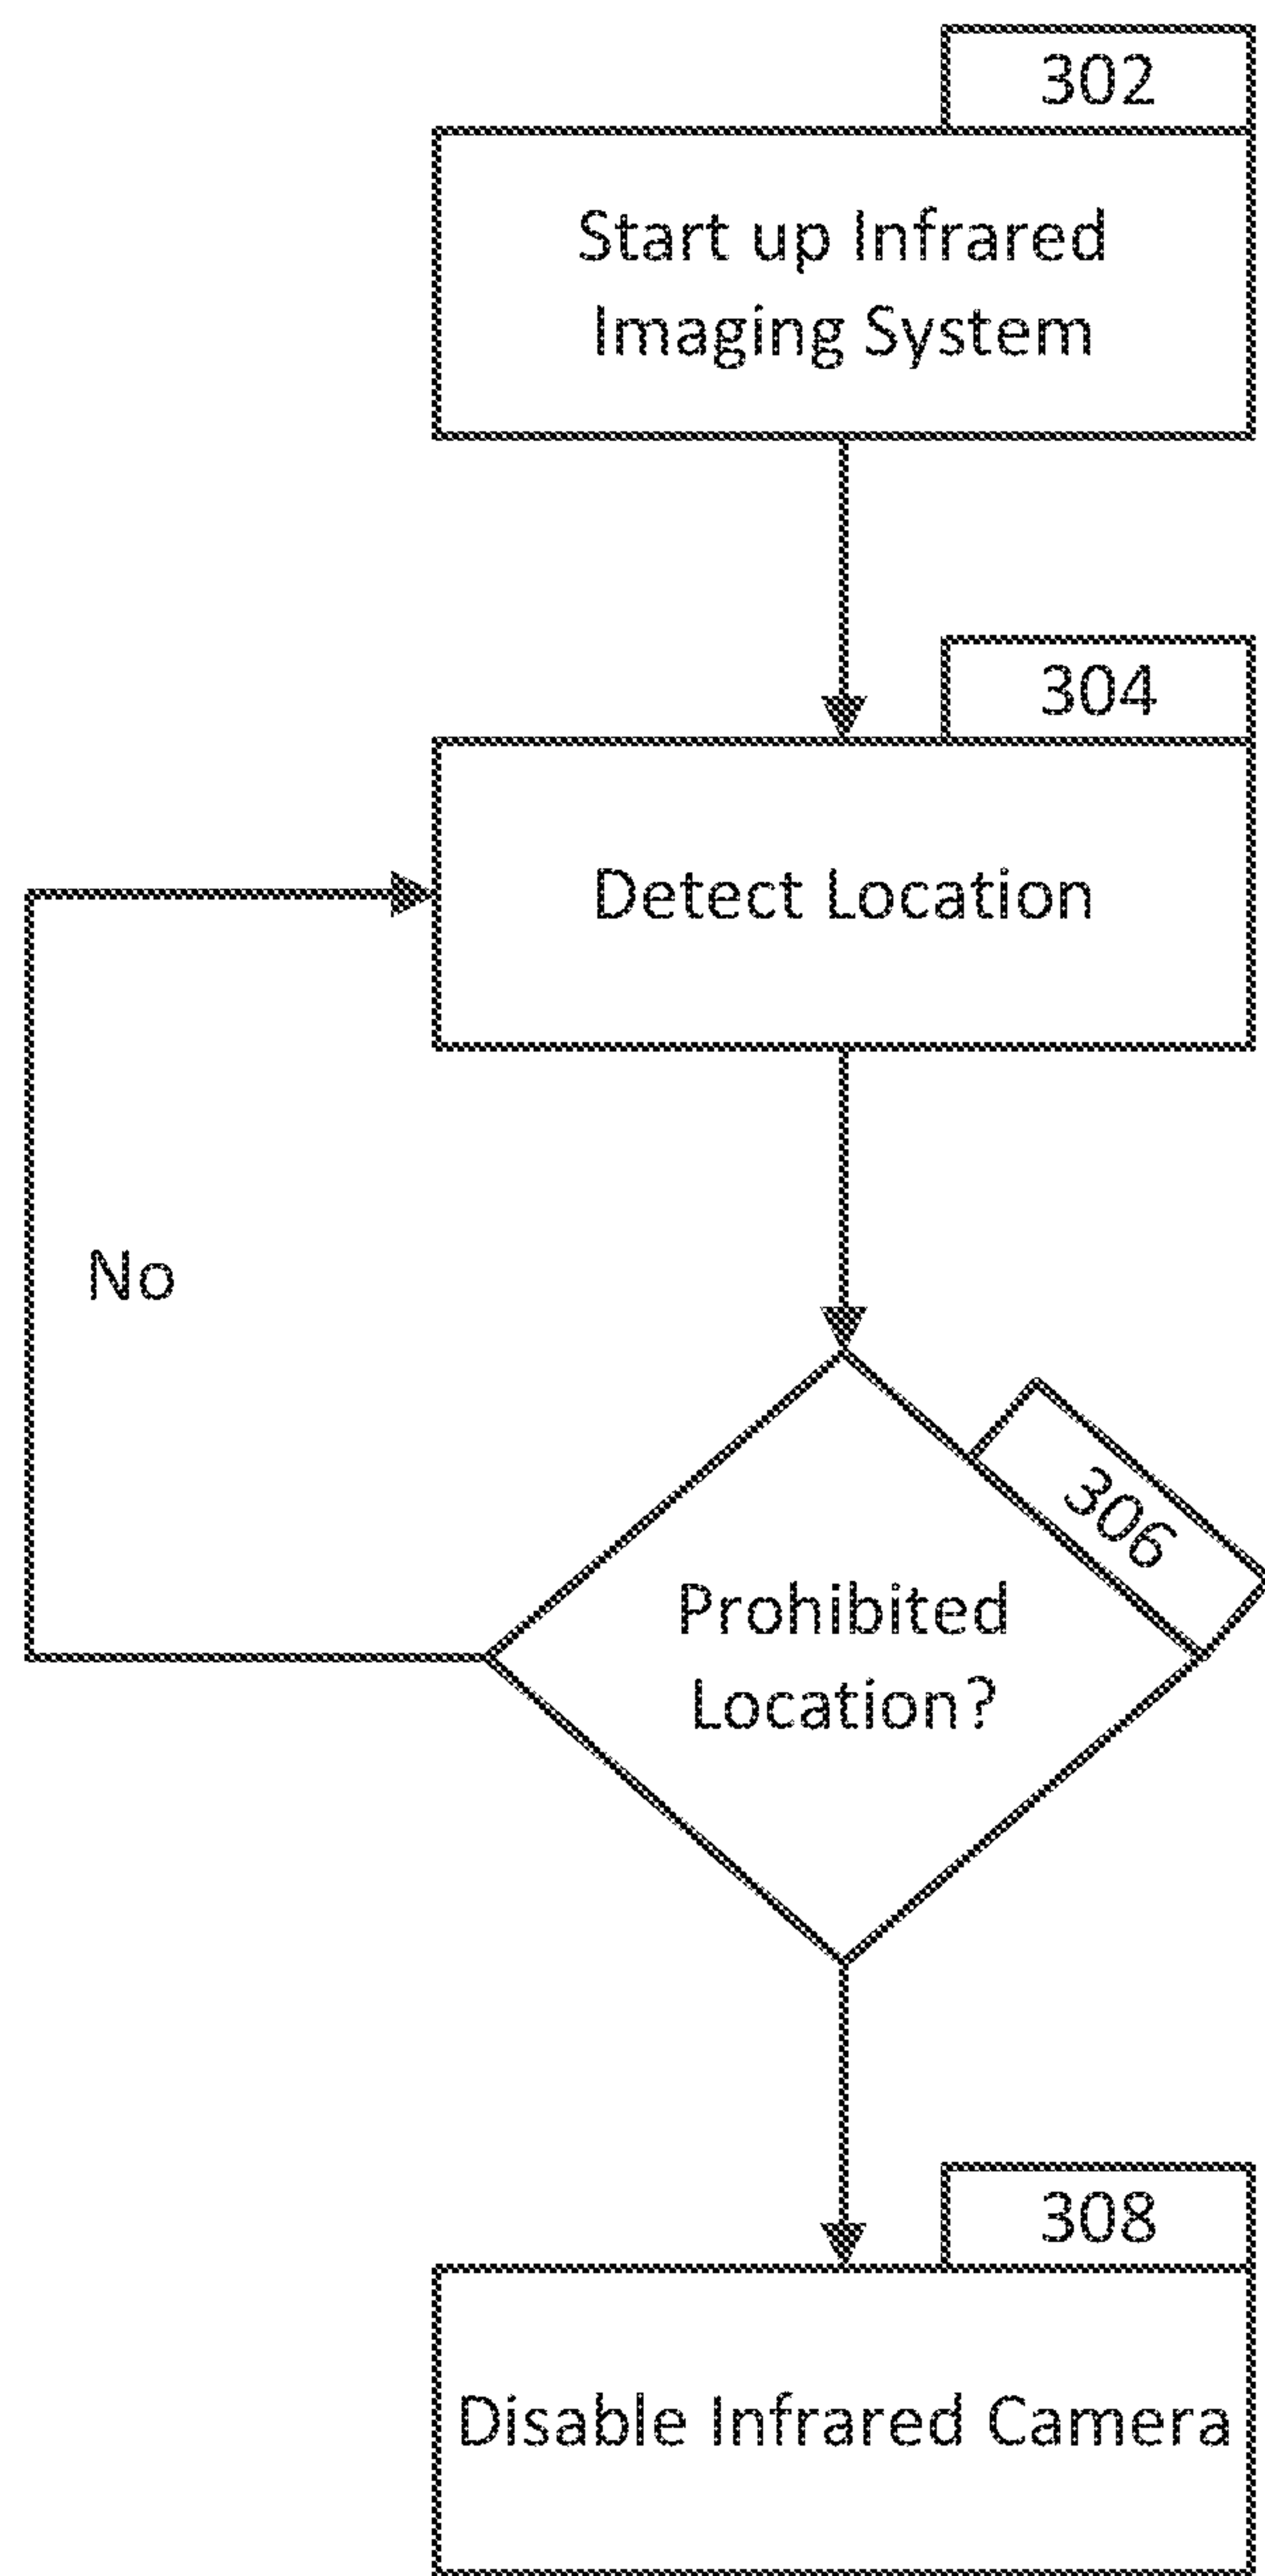 302
Start up Infrared
Imaging System
304
Detect Location
No
306
Prohibited
Location?
308
Disable Infrared Camera